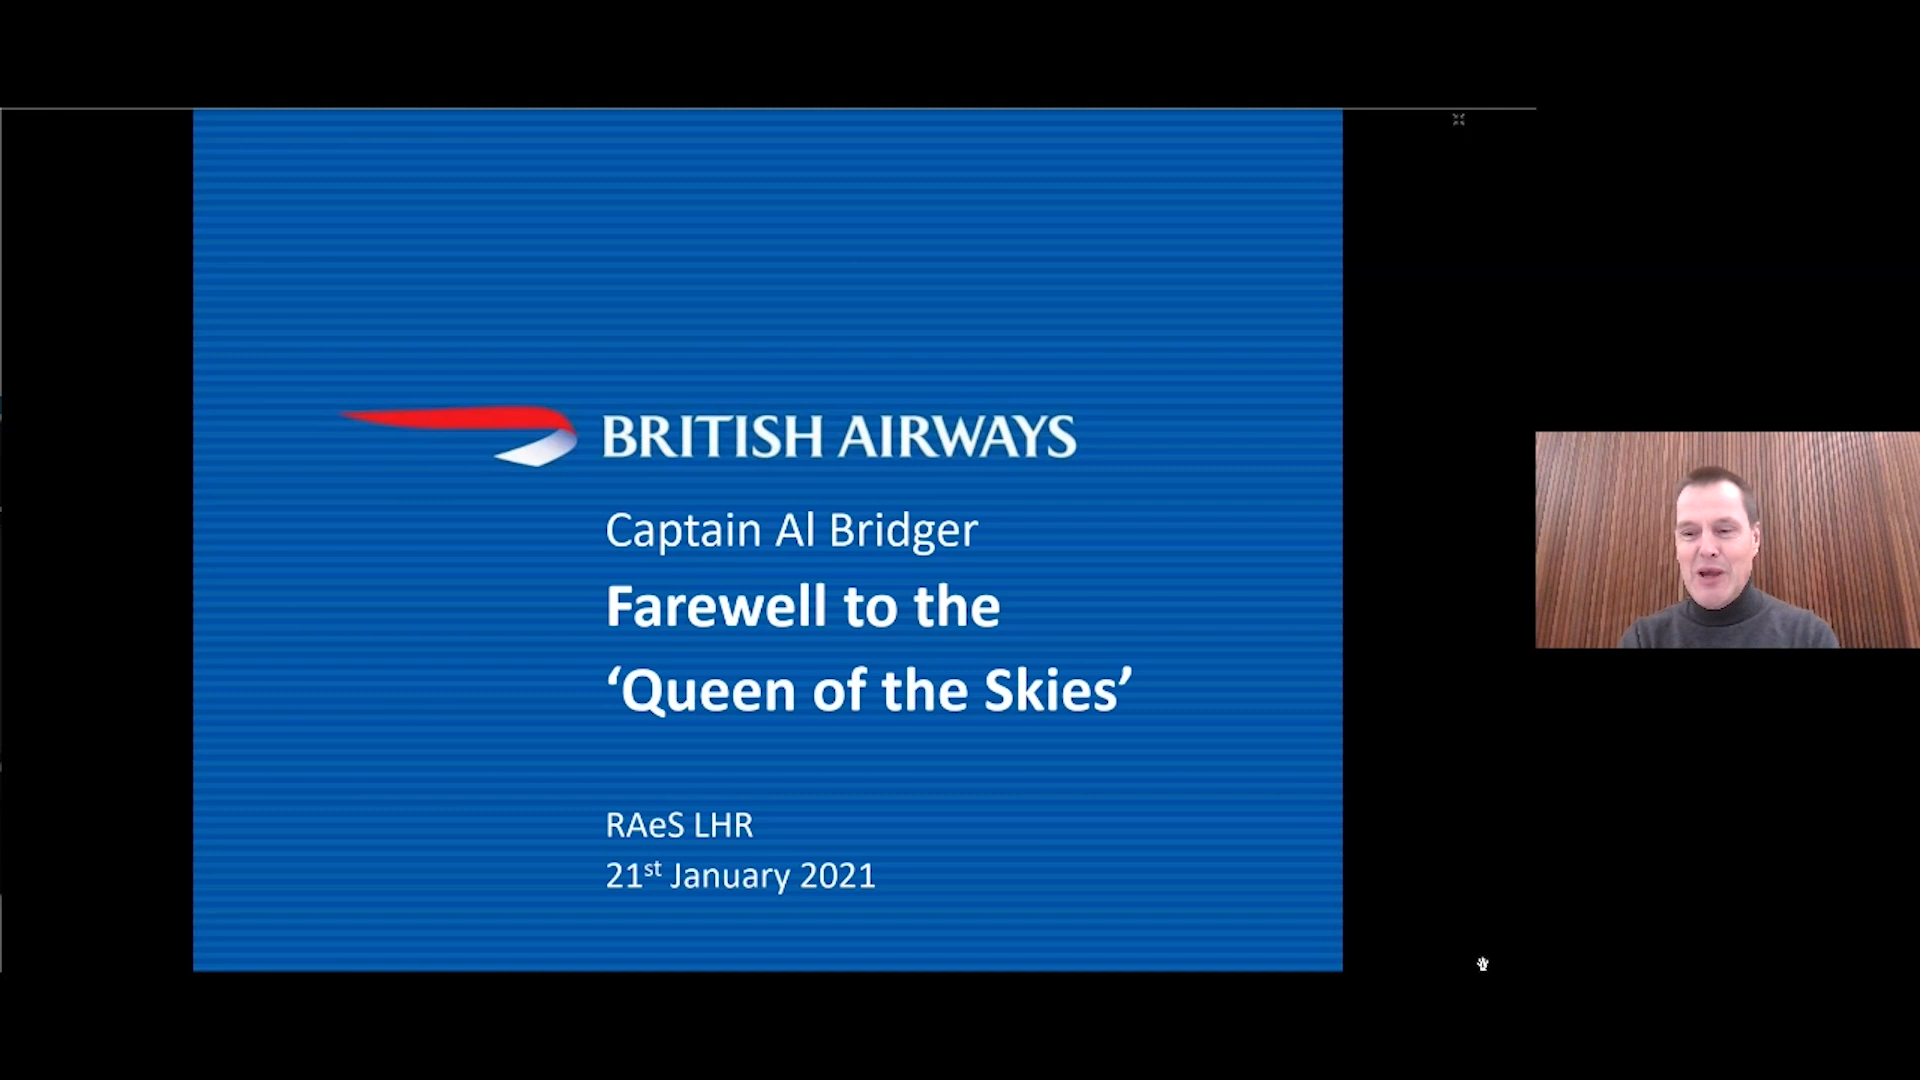 BRITISH AIRWAYS
Captain Al Bridger
Farewell to the
‘Queen of the Skies’
RAeS LHR
21st January 2021